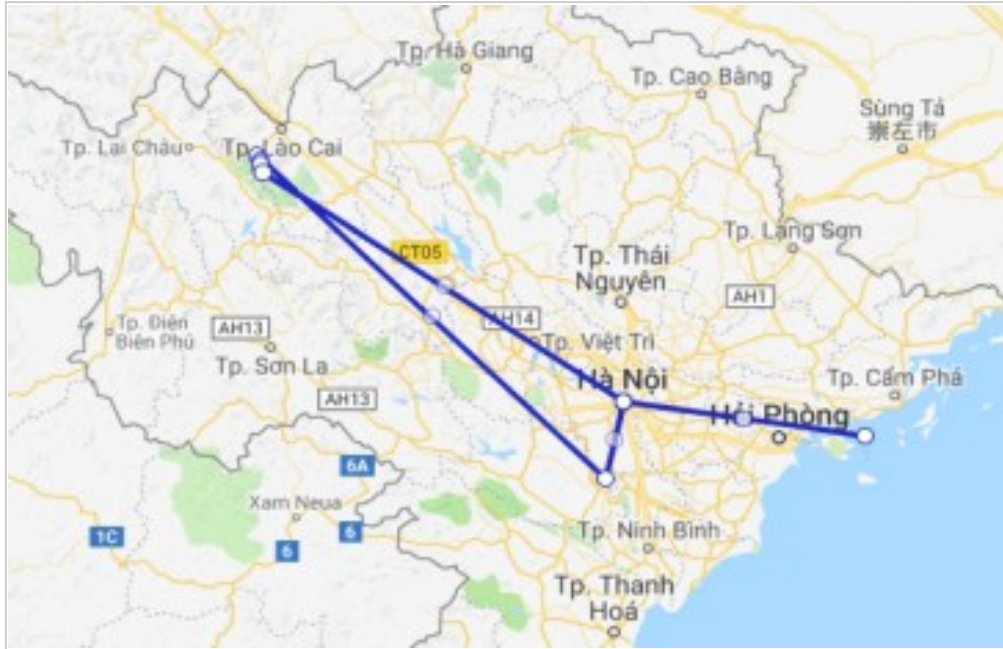 Tp. Hà Giang
Tp. Cao Bằng
Sùng Tả
崇左市
Tp. Lai Châu
Tp. Lào Cai
Tp. Lạng Sơn
CT05
Tp. Thái
Nguyên
AH1
AH14
Tp. Điện
Biên Phủ
AH13
Tp. Việt Trì
Tp. Sơn La
Hà Nội
Tp. Cẩm Phả
AH13
Hải Phòng
6A
Xam Neua
1C
6
6
Tp. Ninh Bình
Tp. Thanh
Hoá